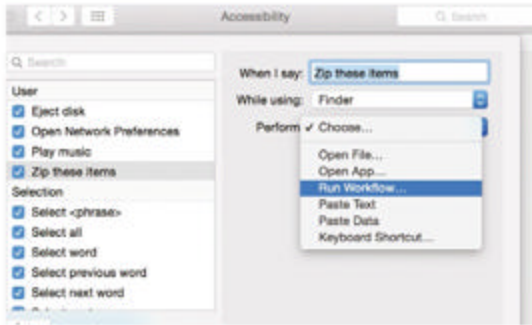 Accessibility
Search
Search
User
Eject disk
Open Network Preferences
Play music
Zip these items
Selection
Select <phrase>
Select all
Select word
Select previous word
Select next word
When I say: Zip these items
While using: Finder
Perform ✓ Choose...
Open File...
Open App...
Run Workflow...
Paste Text
Paste Data
Keyboard Shortcut...